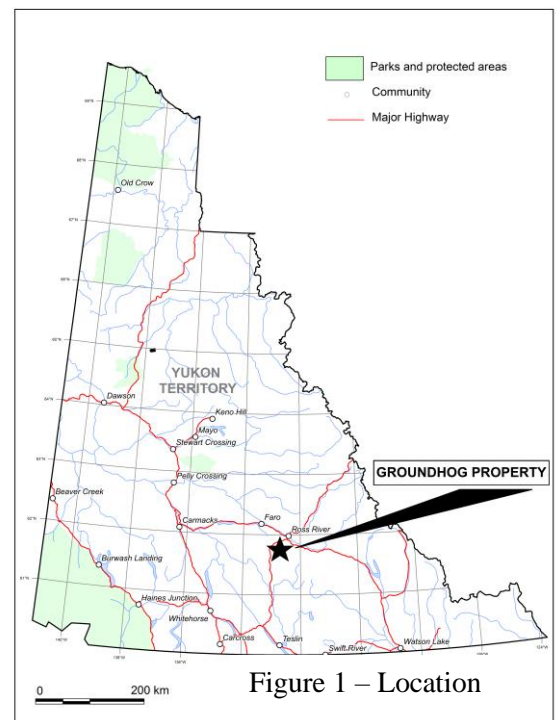 Parks and protected areas
Community
Major Highway
Old Crow
YUKON
TERRITORY
Dawson
Keno Hill
Mayo
Stewart Crossing
Pelly Crossing
GROUNDHOG PROPERTY
Beaver Creek
Faro
Carmacks
Ross River
Burwash Landing
Haines Junction
Whitehorse
Carcross
Teslin
Swift River
Watson Lake
0 200 km
Figure 1 – Location